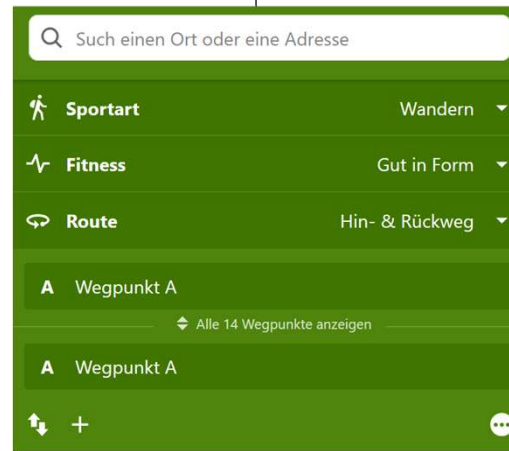 Such einen Ort oder eine Adresse
Sportart Wandern
Fitness Gut in Form
Route Hin- & Rückweg
A Wegpunkt A
Alle 14 Wegpunkte anzeigen
A Wegpunkt A